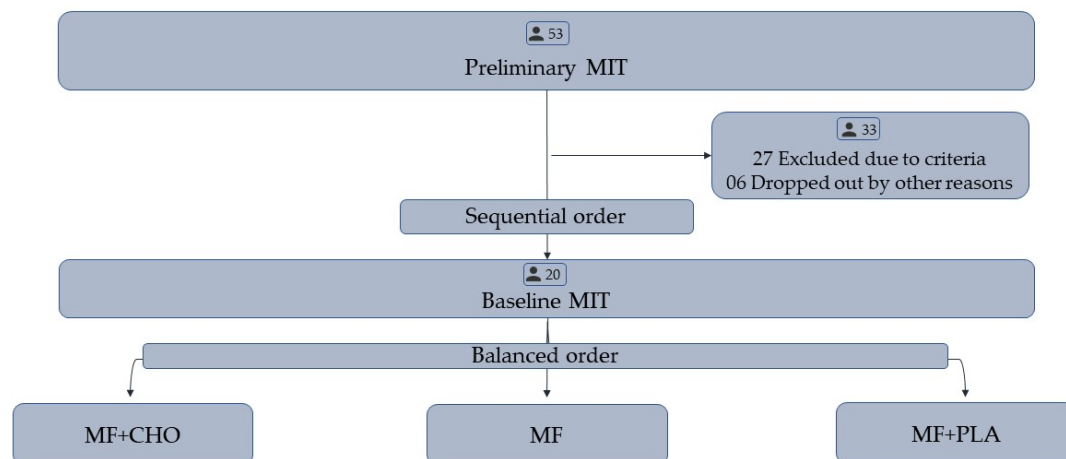 53
Preliminary MIT
33
27 Excluded due to criteria
06 Dropped out by other reasons
Sequential order
20
Baseline MIT
Balanced order
MF+CHO
MF
MF+PLA